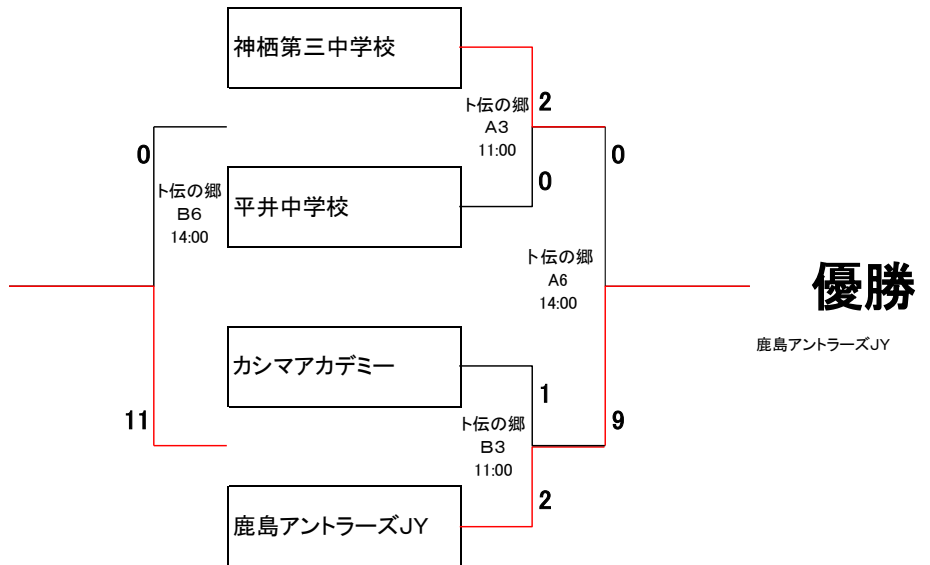 神栖第三中学校
2
ト伝の郷
A3
11:00
0
0
0
ト伝の郷
B6
14:00
平井中学校
ト伝の郷
A6
14:00
優勝
鹿島アントラーズJY
カシマアカデミー
1
11
9
ト伝の郷
B3
11:00
2
鹿島アントラーズJY